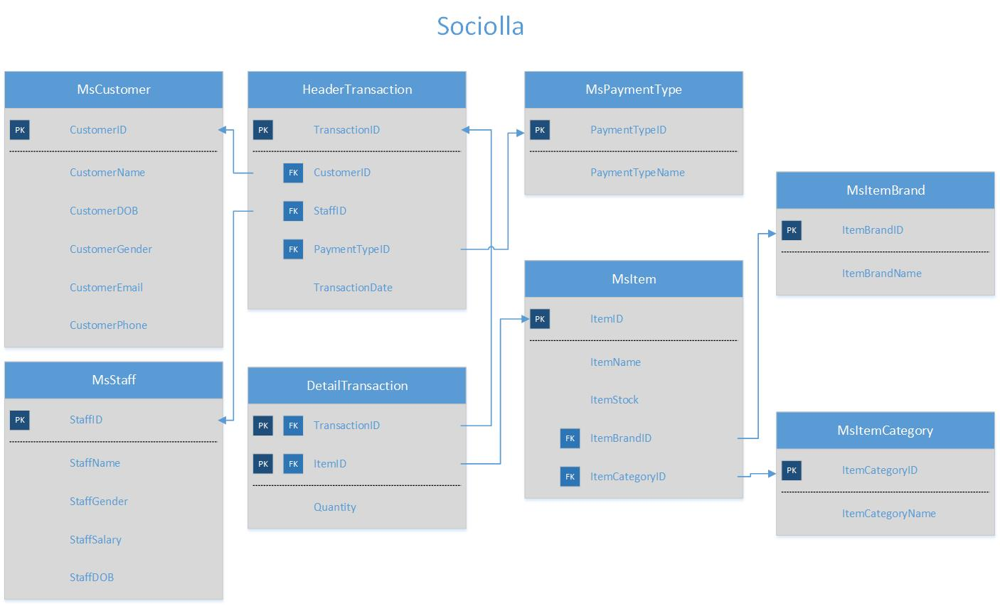 Sociolla
MsCustomer
PK CustomerID
CustomerName
CustomerDOB
CustomerGender
CustomerEmail
CustomerPhone
HeaderTransaction
PK TransactionID
FK CustomerID
FK StaffID
FK PaymentTypeID
TransactionDate
MsPaymentType
PK PaymentTypeID
PaymentTypeName
MsItemBrand
PK ItemBrandID
ItemBrandName
MsItem
PK ItemID
ItemName
ItemStock
FK ItemBrandID
FK ItemCategoryID
MsStaff
PK StaffID
StaffName
StaffGender
StaffSalary
StaffDOB
DetailTransaction
PK FK TransactionID
PK FK ItemID
Quantity
MsItemCategory
PK ItemCategoryID
ItemCategoryName